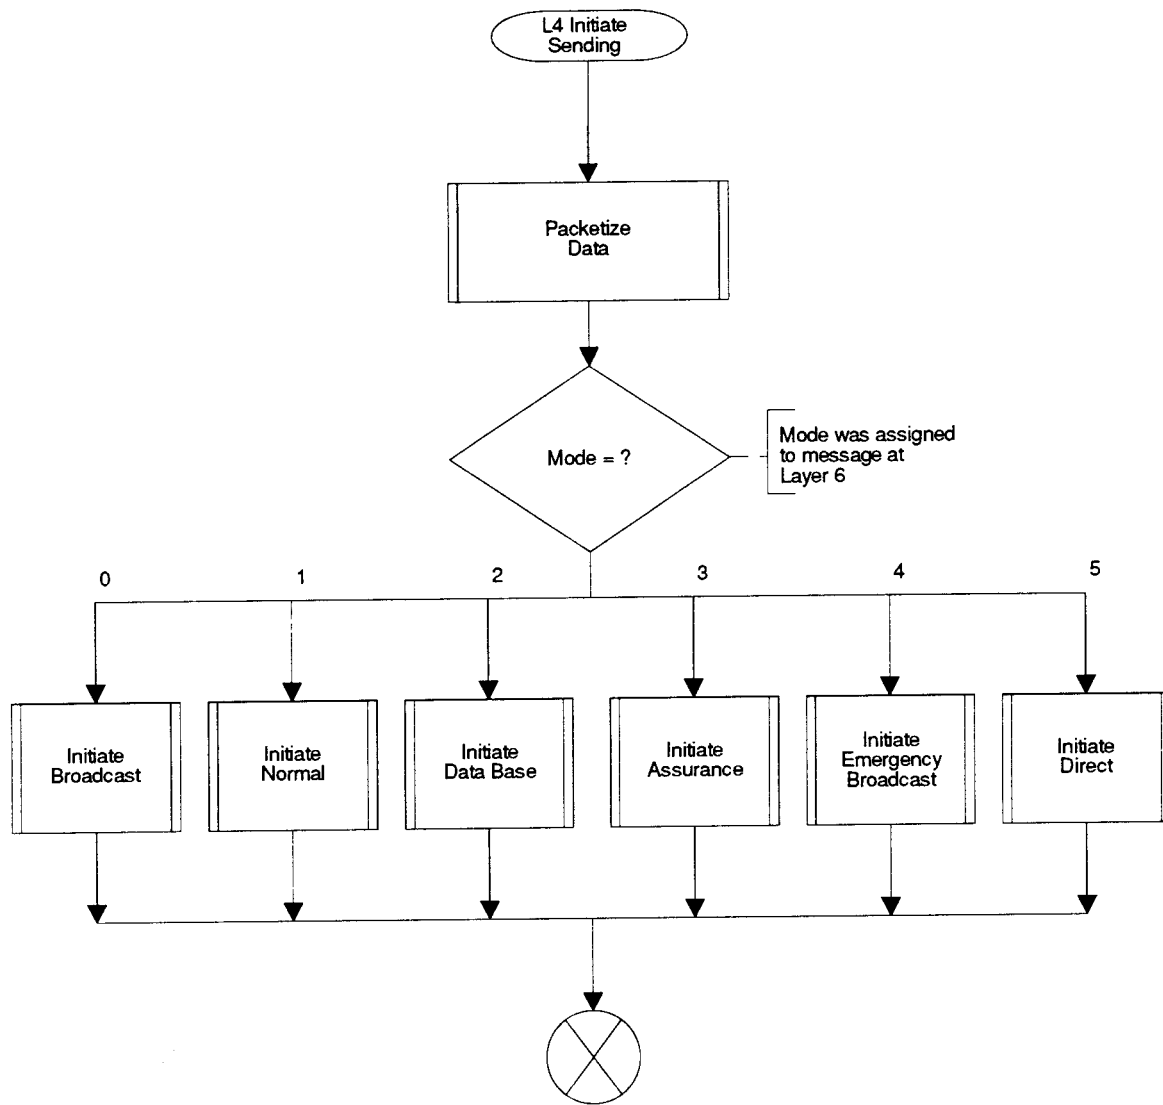 L4 Initiate
Sending
Packetize
Data
Mode = ?
Mode was assigned
to message at
Layer 6
0
1
2
3
4
5
Initiate
Broadcast
Initiate
Normal
Initiate
Data Base
Initiate
Assurance
Initiate
Emergency
Broadcast
Initiate
Direct